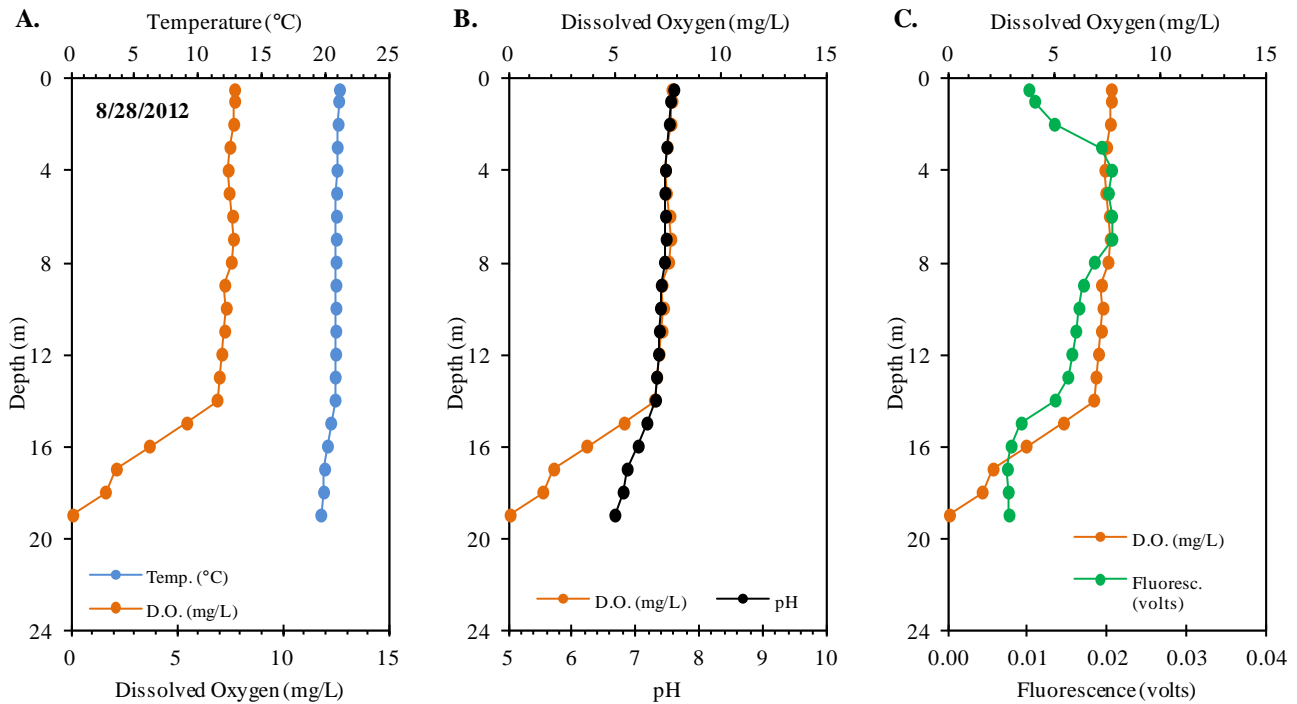 A.
Temperature (°C)
0 5 10 15 20 25
0
4
8
12
16
20
24
Depth (m)
8/28/2012
Temp. (°C)
D.O. (mg/L)
0 5 10 15
Dissolved Oxygen (mg/L)
B.
Dissolved Oxygen (mg/L)
0 5 10 15
0
4
8
12
16
20
24
Depth (m)
D.O. (mg/L) pH
5 6 7 8 9 10
pH
C.
Dissolved Oxygen (mg/L)
0 5 10 15
0
4
8
12
16
20
24
Depth (m)
D.O. (mg/L)
Fluoresc.
(volts)
0.00 0.01 0.02 0.03 0.04
Fluorescence (volts)